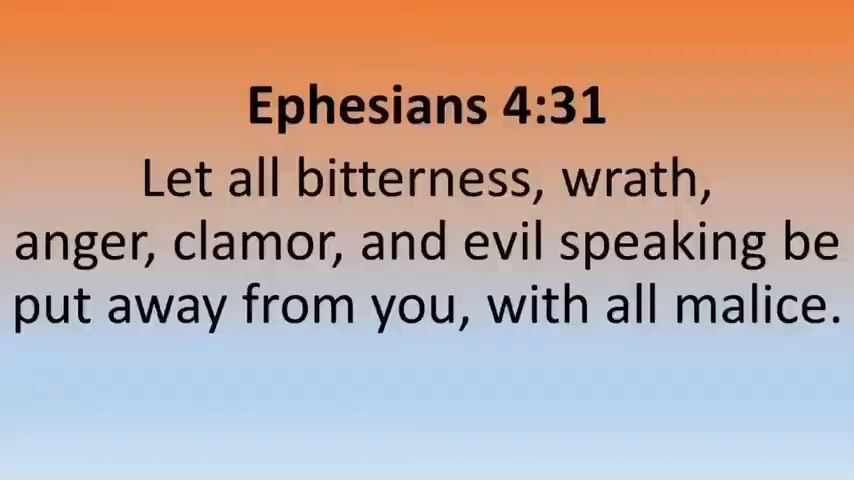 Ephesians 4:31
Let all bitterness, wrath,
anger, clamor, and evil speaking be
put away from you, with all malice.